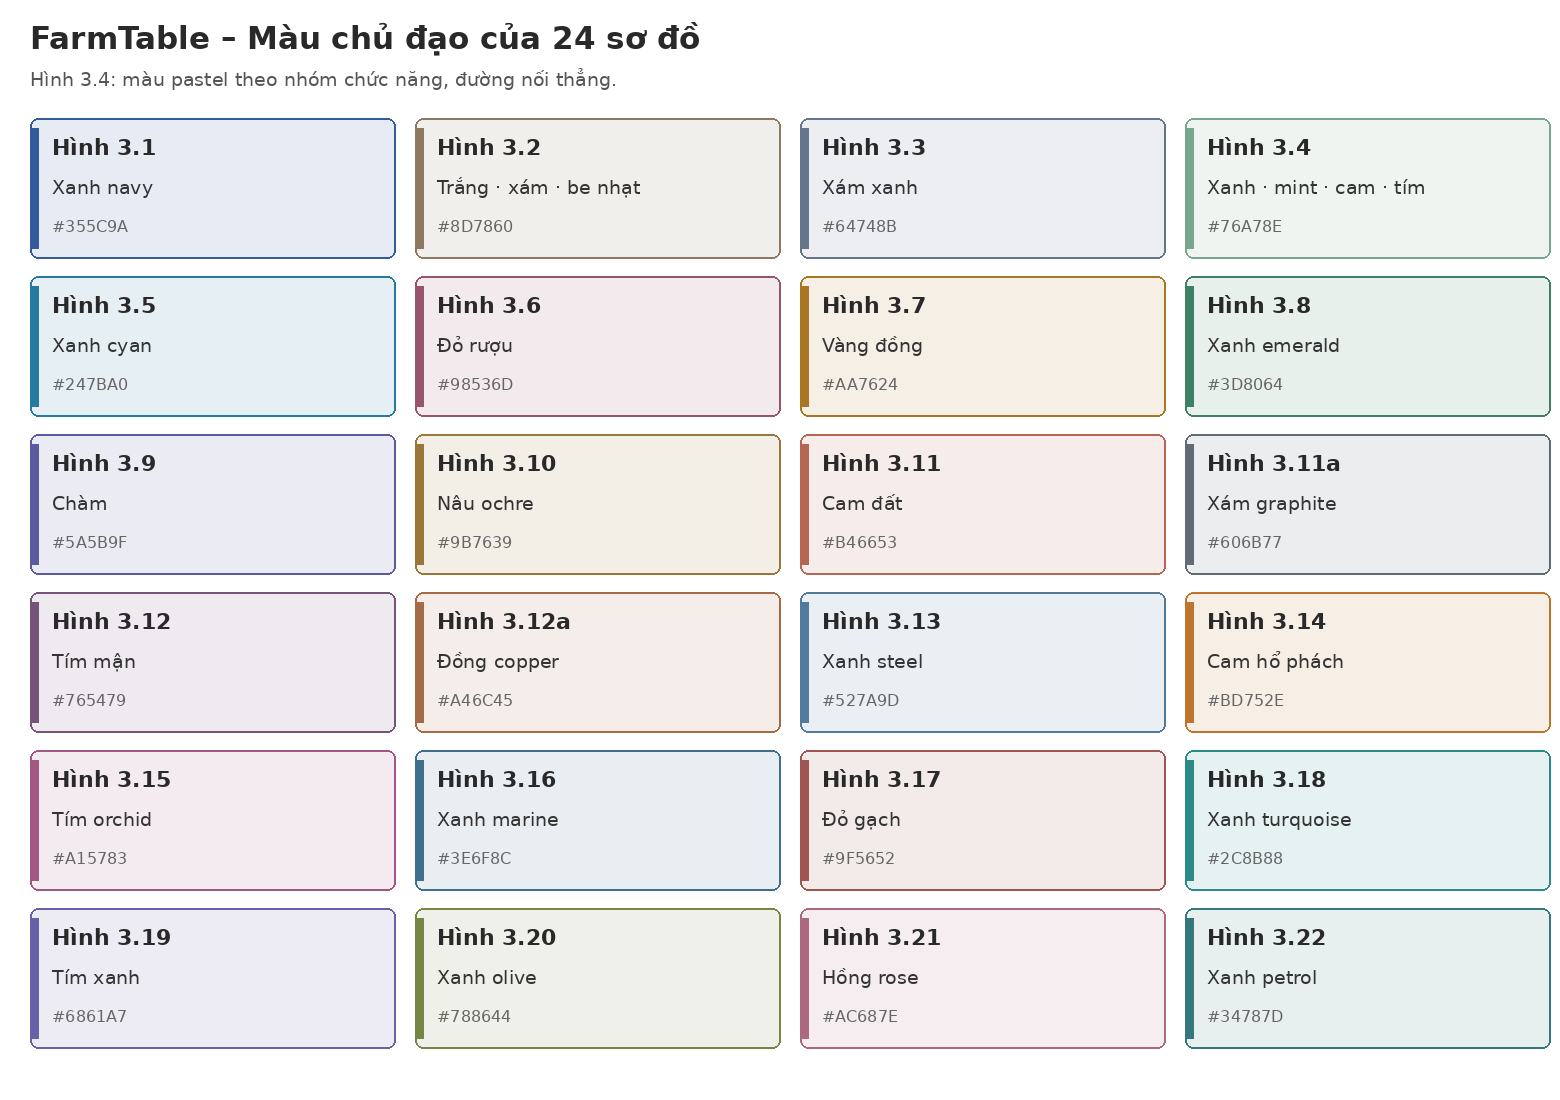 FarmTable – Màu chủ đạo của 24 sơ đồ
Hình 3.4: màu pastel theo nhóm chức năng, đường nối thẳng.
Hình 3.1
Xanh navy
#355C9A
Hình 3.2
Trắng · xám · be nhạt
#8D7860
Hình 3.3
Xám xanh
#64748B
Hình 3.4
Xanh · mint · cam · tím
#76A78E
Hình 3.5
Xanh cyan
#247BA0
Hình 3.6
Đỏ rượu
#98536D
Hình 3.7
Vàng đồng
#AA7624
Hình 3.8
Xanh emerald
#3D8064
Hình 3.9
Chàm
#5A5B9F
Hình 3.10
Nâu ochre
#9B7639
Hình 3.11
Cam đất
#B46653
Hình 3.11a
Xám graphite
#606B77
Hình 3.12
Tím mận
#765479
Hình 3.12a
Đồng copper
#A46C45
Hình 3.13
Xanh steel
#527A9D
Hình 3.14
Cam hổ phách
#BD752E
Hình 3.15
Tím orchid
#A15783
Hình 3.16
Xanh marine
#3E6F8C
Hình 3.17
Đỏ gạch
#9F5652
Hình 3.18
Xanh turquoise
#2C8B88
Hình 3.19
Tím xanh
#6861A7
Hình 3.20
Xanh olive
#788644
Hình 3.21
Hồng rose
#AC687E
Hình 3.22
Xanh petrol
#34787D